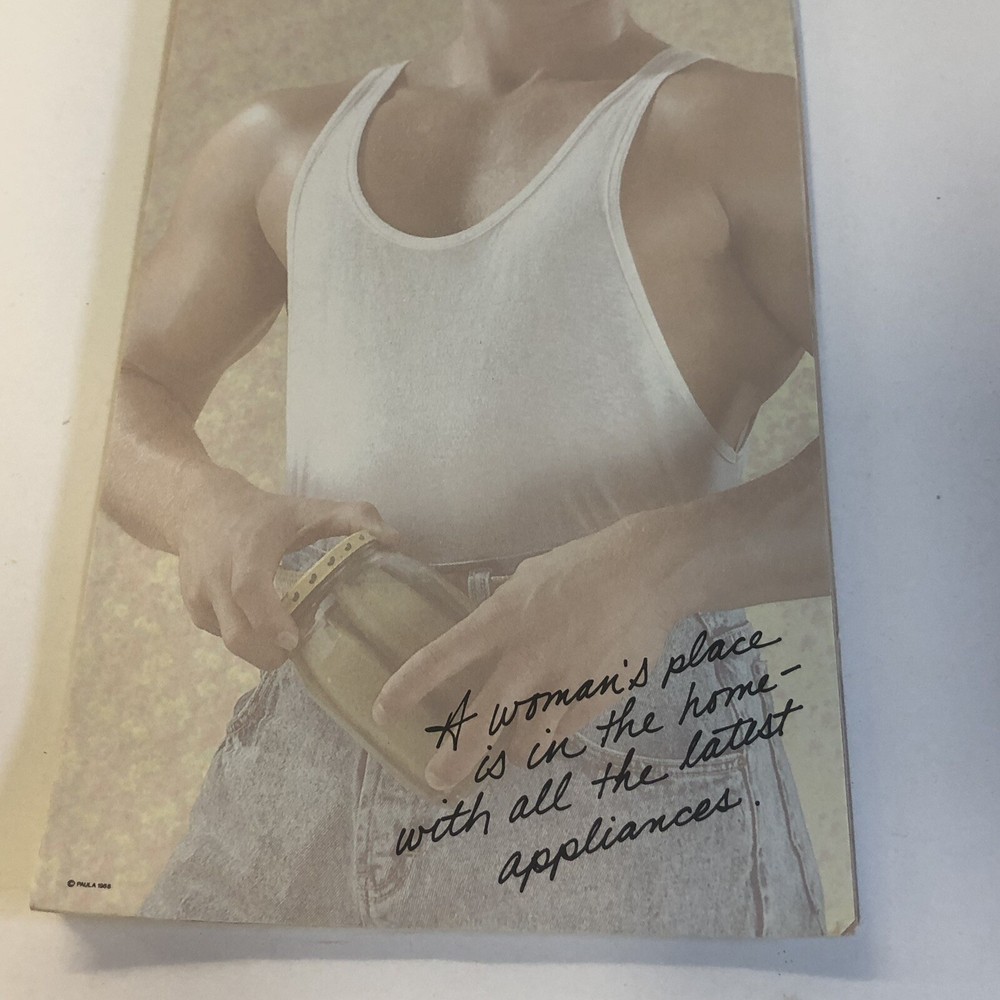 A woman's place
is in the home-
with all the latest
appliances.
© PAULA 1988